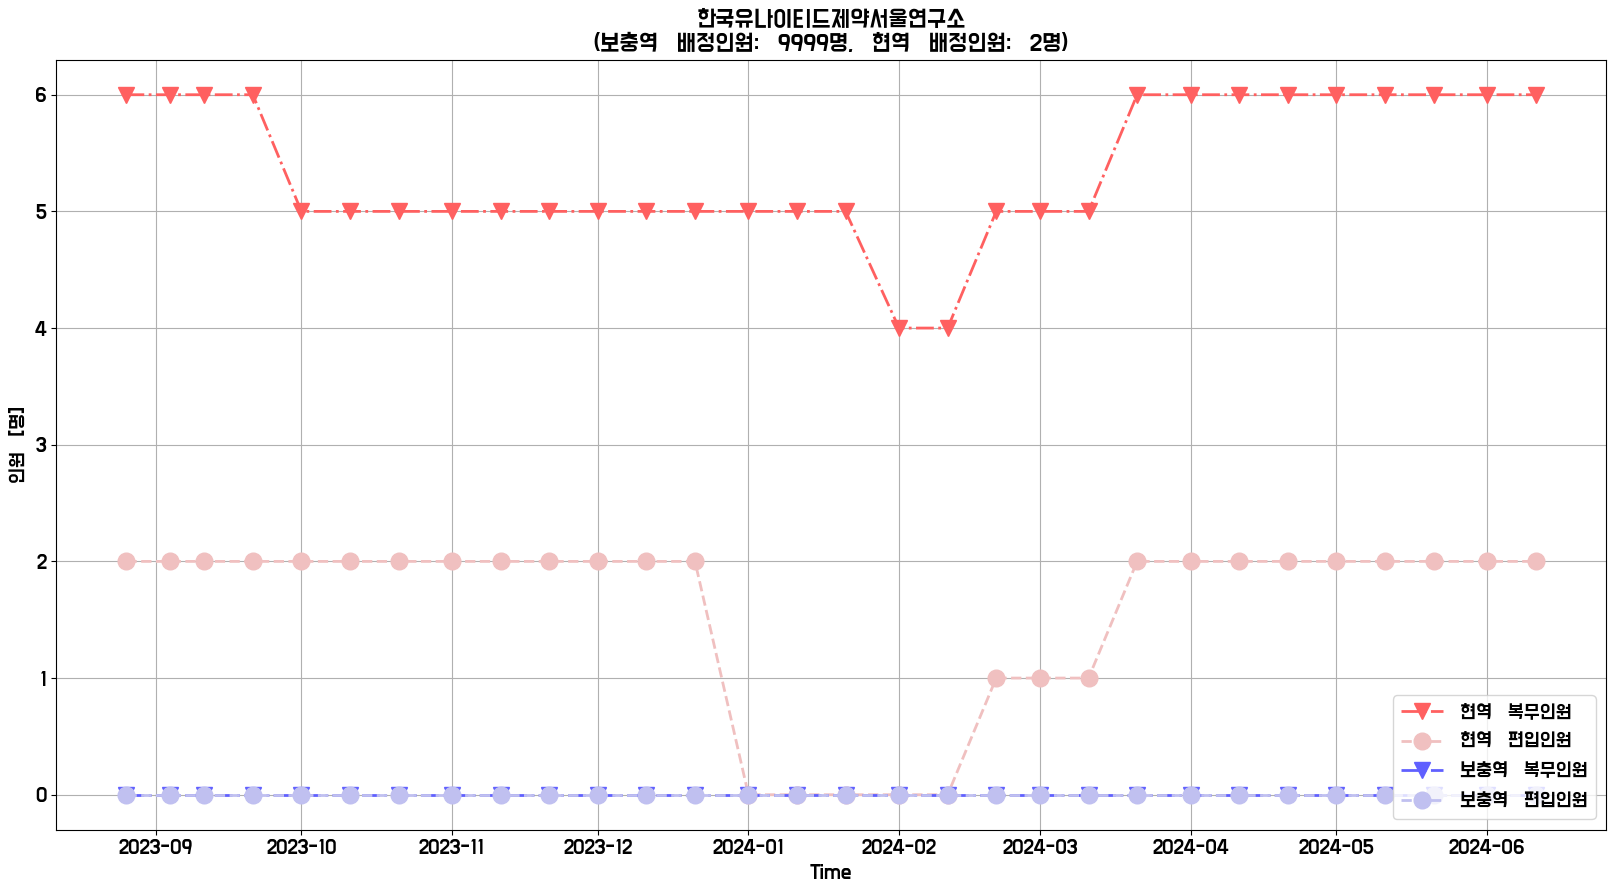 한국유나이티드제약서울연구소
(보충역 배정인원: 9999명, 현역 배정인원: 2명)
인원 [명]
6
5
4
3
2
1
0
현역 복무인원
현역 편입인원
보충역 복무인원
보충역 편입인원
2023-09 2023-10 2023-11 2023-12 2024-01 2024-02 2024-03 2024-04 2024-05 2024-06
Time